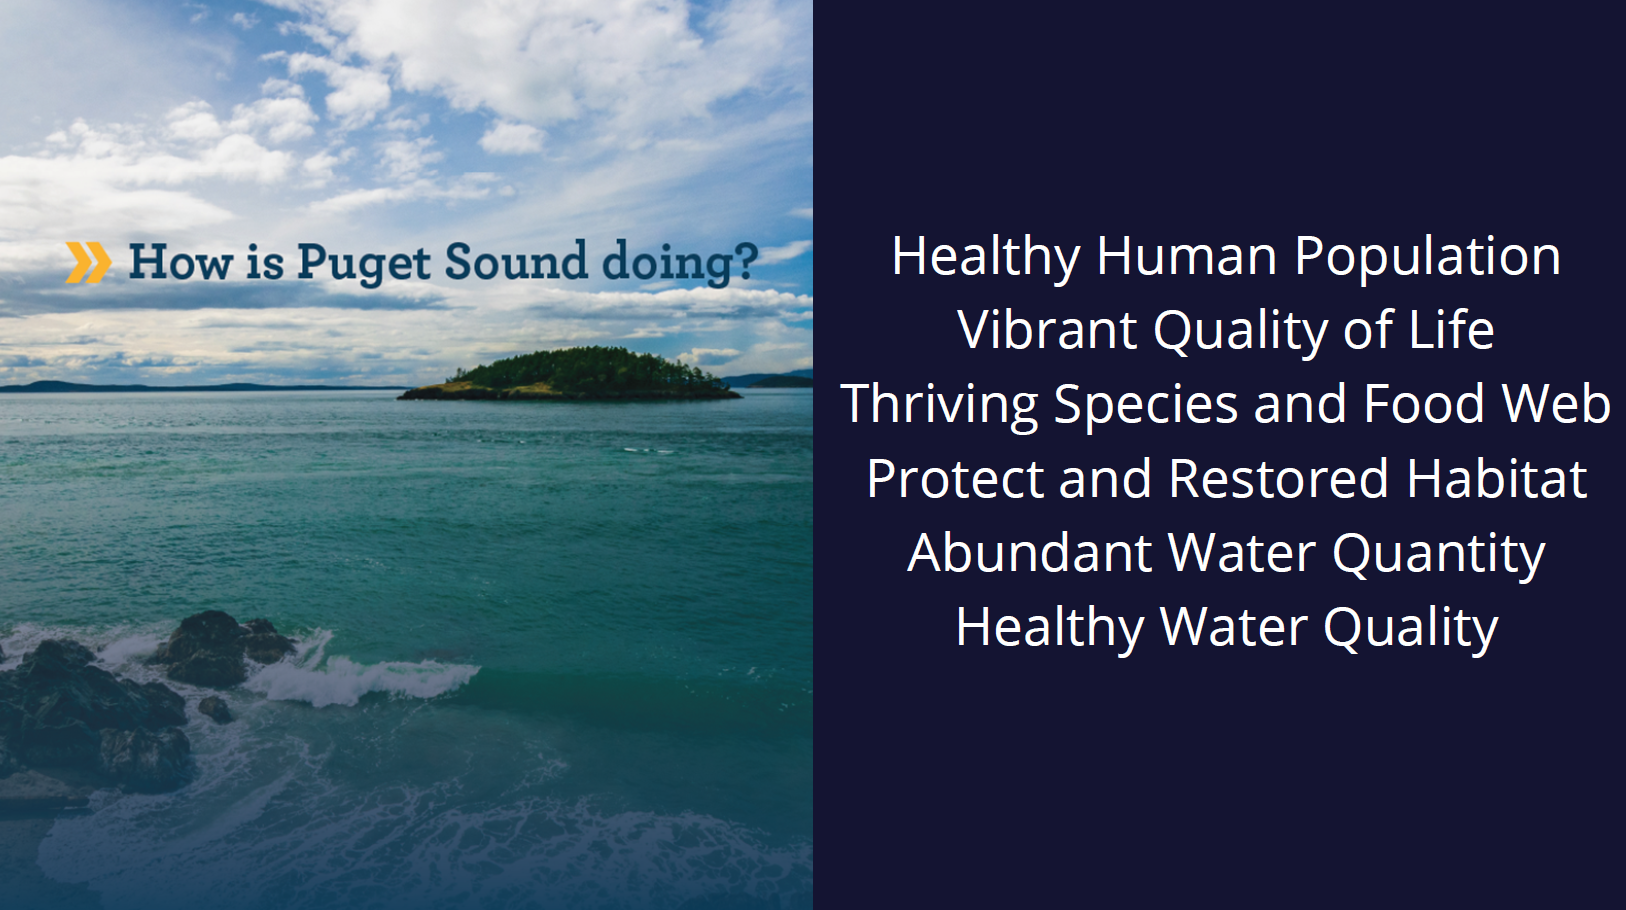 How is Puget Sound doing?
Healthy Human Population
Vibrant Quality of Life
Thriving Species and Food Web
Protect and Restored Habitat
Abundant Water Quantity
Healthy Water Quality